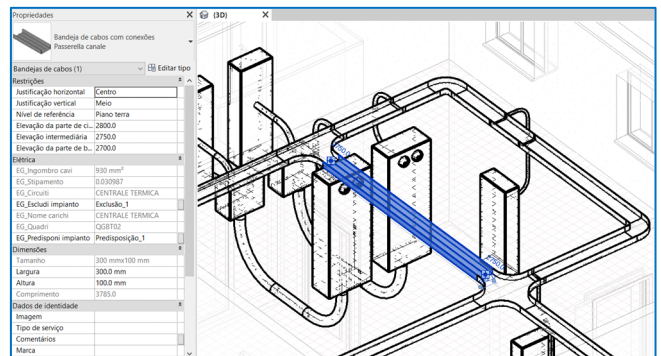 Propriedades
(3D)
Bandeja de cabos com conexões
Passerella canale
Bandejas de cabos (1)
Editar tipo
Restrições
Justificação horizontal Centro
Justificação vertical Meio
Nível de referência Piano terra
Elevação da parte de ci... 2800.0
Elevação intermediária 2750.0
Elevação da parte de b... 2700.0
Elétrica
EG_Ingombro cavi 930 mm²
EG_Stipamento 0.030987
EG_Circuiti CENTRALE TERMICA
EG_Escludi impianto Exclusão_1
EG_Nome carichi CENTRALE TERMICA
EG_Quadri QGBT02
EG_Predisponi impianto Predisposição_1
Dimensões
Tamanho 300 mmx100 mm
Largura 300.0 mm
Altura 100.0 mm
Comprimento 3785.0
Dados de identidade
Imagem
Tipo de serviço
Comentários
Marca
2750.0
2750.0